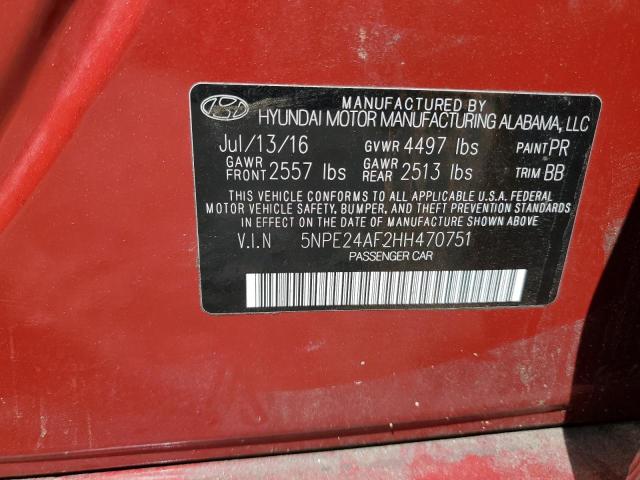 MANUFACTURED BY
HYUNDAI MOTOR MANUFACTURING ALABAMA, LLC
Jul/13/16 GVWR 4497 lbs PAINT PR
GAWR FRONT 2557 lbs GAWR REAR 2513 lbs TRIM BB
THIS VEHICLE CONFORMS TO ALL APPLICABLE U.S.A. FEDERAL
MOTOR VEHICLE SAFETY, BUMPER, AND THEFT PREVENTION STANDARDS
IN EFFECT ON THE DATE OF MANUFACTURE SHOWN ABOVE
V.I.N 5NPE24AF2HH470751
PASSENGER CAR